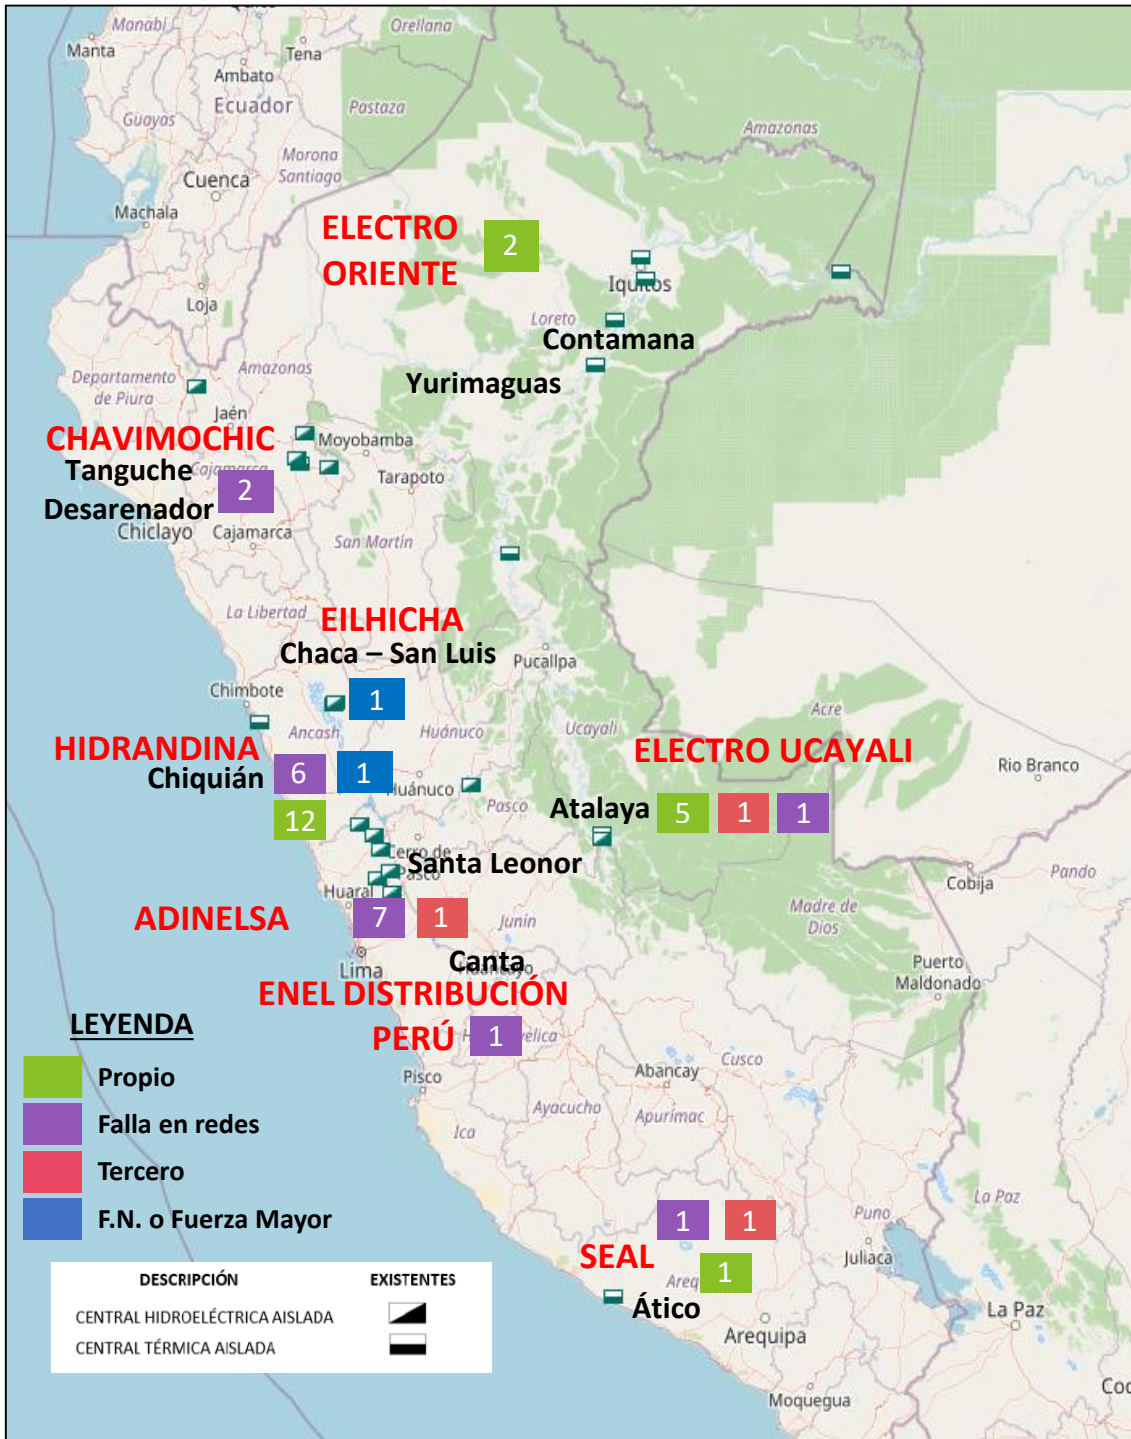 Manabí
Orellana
Manta
Tena
Ambato
Ecuador
Pastaza
Guayas
Amazonas
Morona
Santiago
Cuenca
Machala
ELECTRO
ORIENTE
2
Iquitos
Loja
Loreto
Contamana
Amazonas
Departamento
de Piura
Yurimaguas
Jaén
CHAVIMOCHIC
Moyobamba
Tanguche
Cajamarca
Tarapoto
2
Desarenador
Chiclayo
Cajamarca
San Martín
La Libertad
EILHICHA
Chaca – San Luis
Pucallpa
Chimbote
1
Acre
Ancash
Huánuco
Ucayali
HIDRANDINA
ELECTRO UCAYALI
Rio Branco
Chiquián
6
1
Huánuco
Pasco
Atalaya
5
1
1
12
Cerro de
Pasco
Santa Leonor
Cobija
Pando
Huaral
ADINELSA
7
1
Junín
Madre de
Dios
Lima
Canta
Huancayo
Puerto
Maldonado
ENEL DISTRIBUCIÓN
PERÚ
1
Huancavelica
LEYENDA
Propio
Falla en redes
Tercero
F.N. o Fuerza Mayor
Pisco
Abancay
Cusco
Ayacucho
Apurímac
Ica
La Paz
1
1
Puno
SEAL
1
Juliaca
Ático
Arequipa
La Paz
Moquegua
DESCRIPCIÓN EXISTENTES
CENTRAL HIDROELÉCTRICA AISLADA
CENTRAL TÉRMICA AISLADA